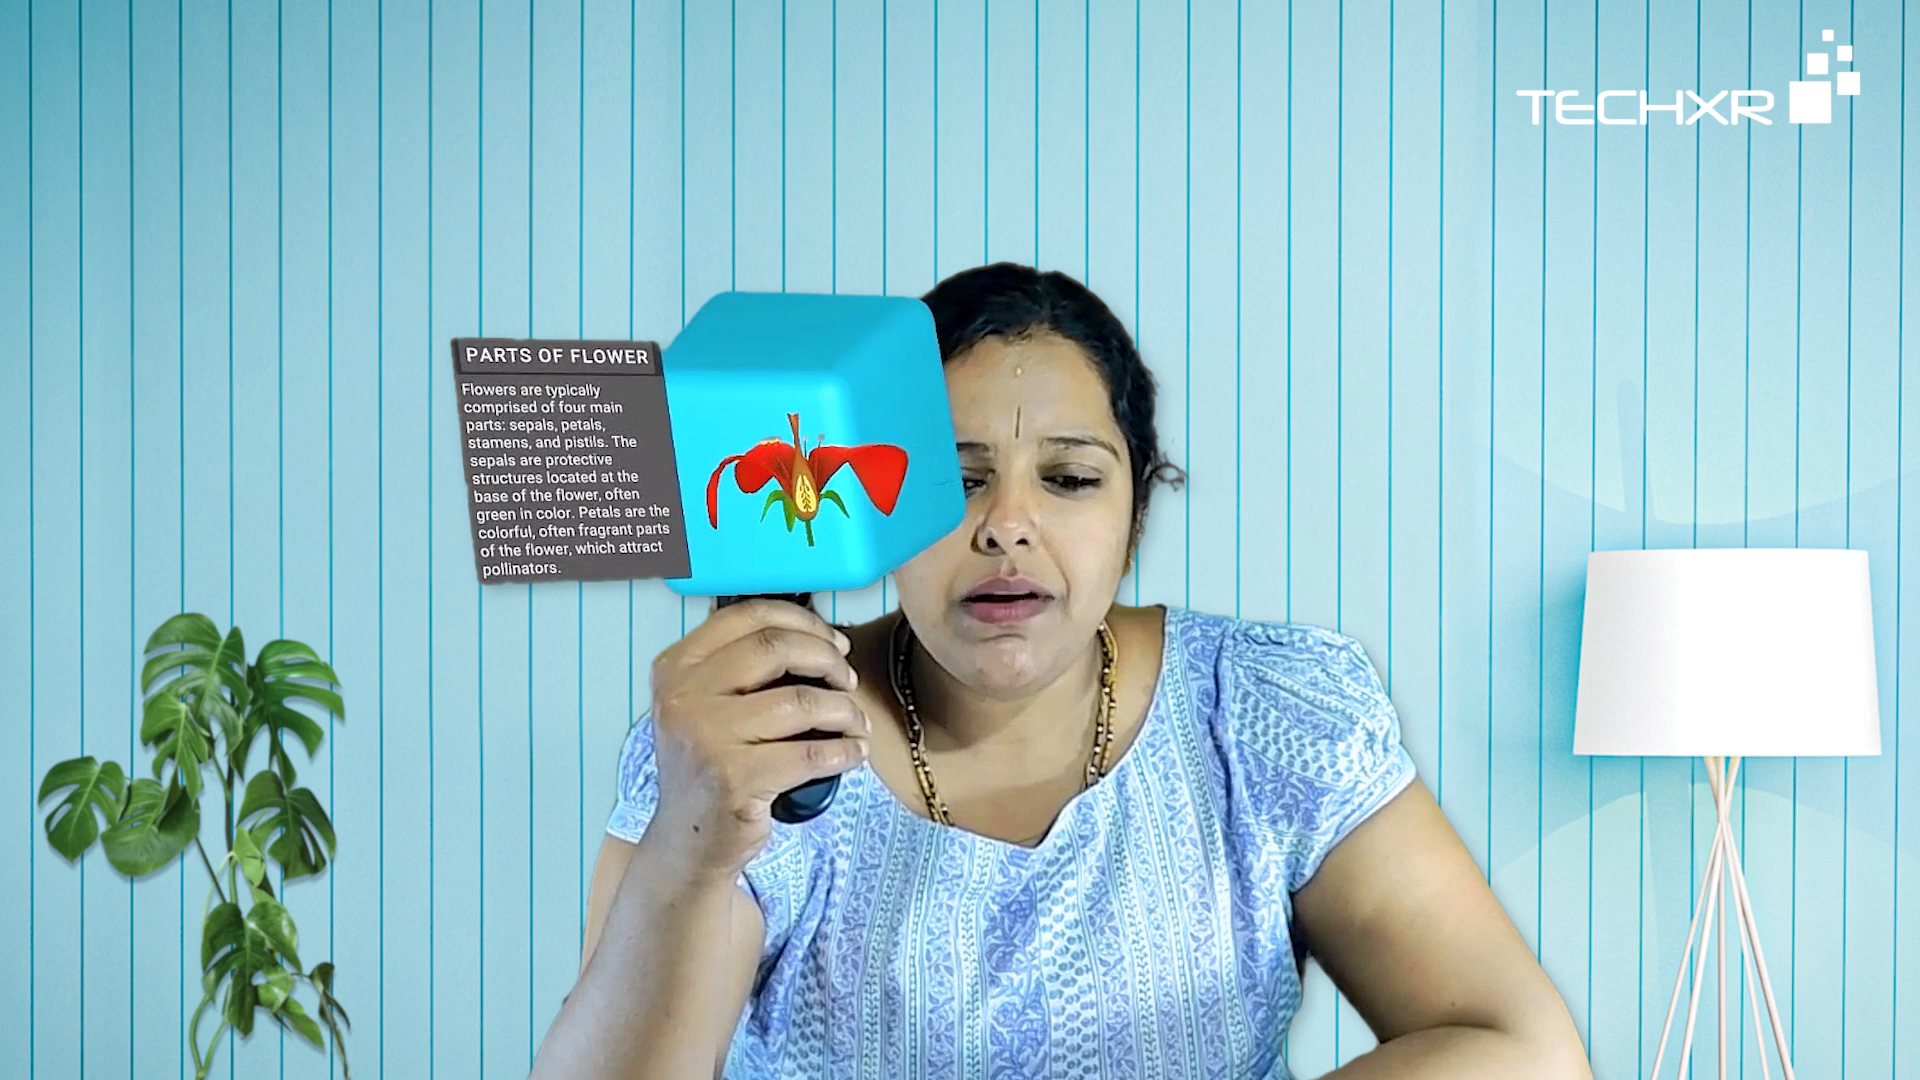 TECHXR
PARTS OF FLOWER
Flowers are typically
comprised of four main
parts: sepals, petals,
stamens, and pistils. The
sepals are protective
structures located at the
base of the flower, often
green in color. Petals are the
colorful, often fragrant parts
of the flower, which attract
pollinators.